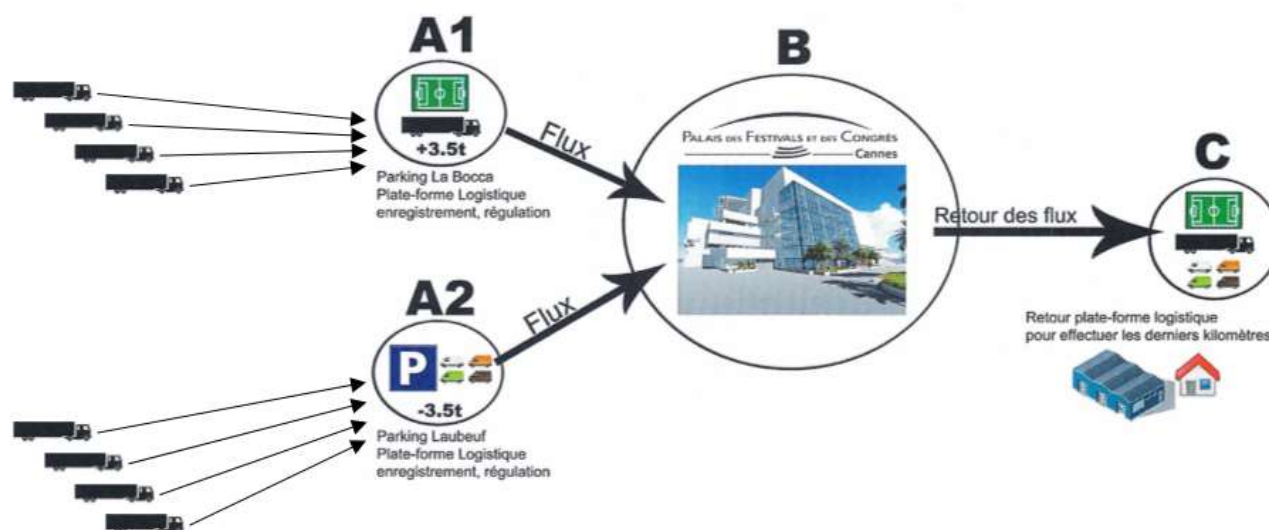 A1
+3.5t
Parking La Bocca
Plate-forme Logistique
enregistrement, régulation
Flux
B
PALAIS DES FESTIVALS ET DES CONGRÈS
Cannes
Retour des flux
C
Retour plate-forme logistique
pour effectuer les derniers kilomètres
A2
P
-3.5t
Parking Laubeuf
Plate-forme Logistique
enregistrement, régulation
Flux